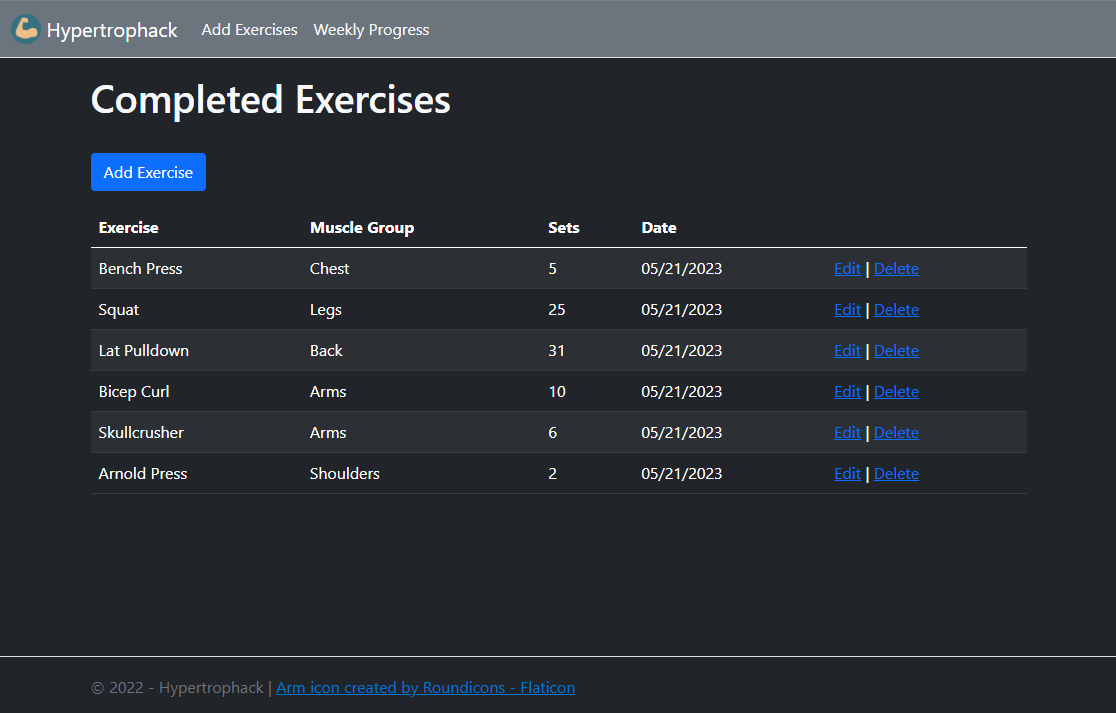 Hypertrophack Add Exercises Weekly Progress
Completed Exercises
Add Exercise
Exercise Muscle Group Sets Date
Bench Press Chest 5 05/21/2023 Edit | Delete
Squat Legs 25 05/21/2023 Edit | Delete
Lat Pulldown Back 31 05/21/2023 Edit | Delete
Bicep Curl Arms 10 05/21/2023 Edit | Delete
Skullcrusher Arms 6 05/21/2023 Edit | Delete
Arnold Press Shoulders 2 05/21/2023 Edit | Delete
© 2022 - Hypertrophack | Arm icon created by Roundicons - Flaticon